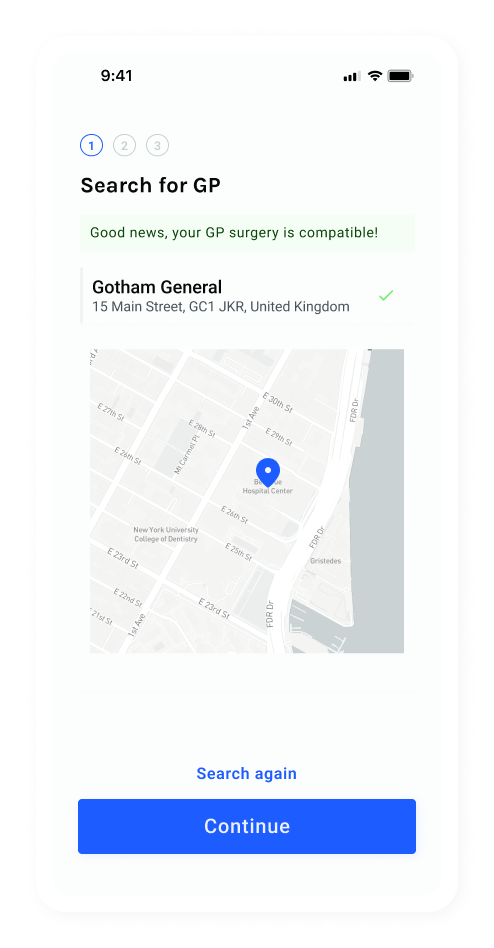 9:41
1 2 3
Search for GP
Good news, your GP surgery is compatible!
Gotham General
15 Main Street, GC1 JKR, United Kingdom
E 30th St
FDR Dr
E 27th St
E 28th St
1st Ave
E 29th St
Mt Carmel Pl
E 26th St
Hospital Center
E 26th St
New York University
College of Dentistry
FDR Dr
E 25th St
E 23rd St
Gristedes
E 22nd St
E 23rd St
FDR Dr
E 21st St
1st Ave
Search again
Continue